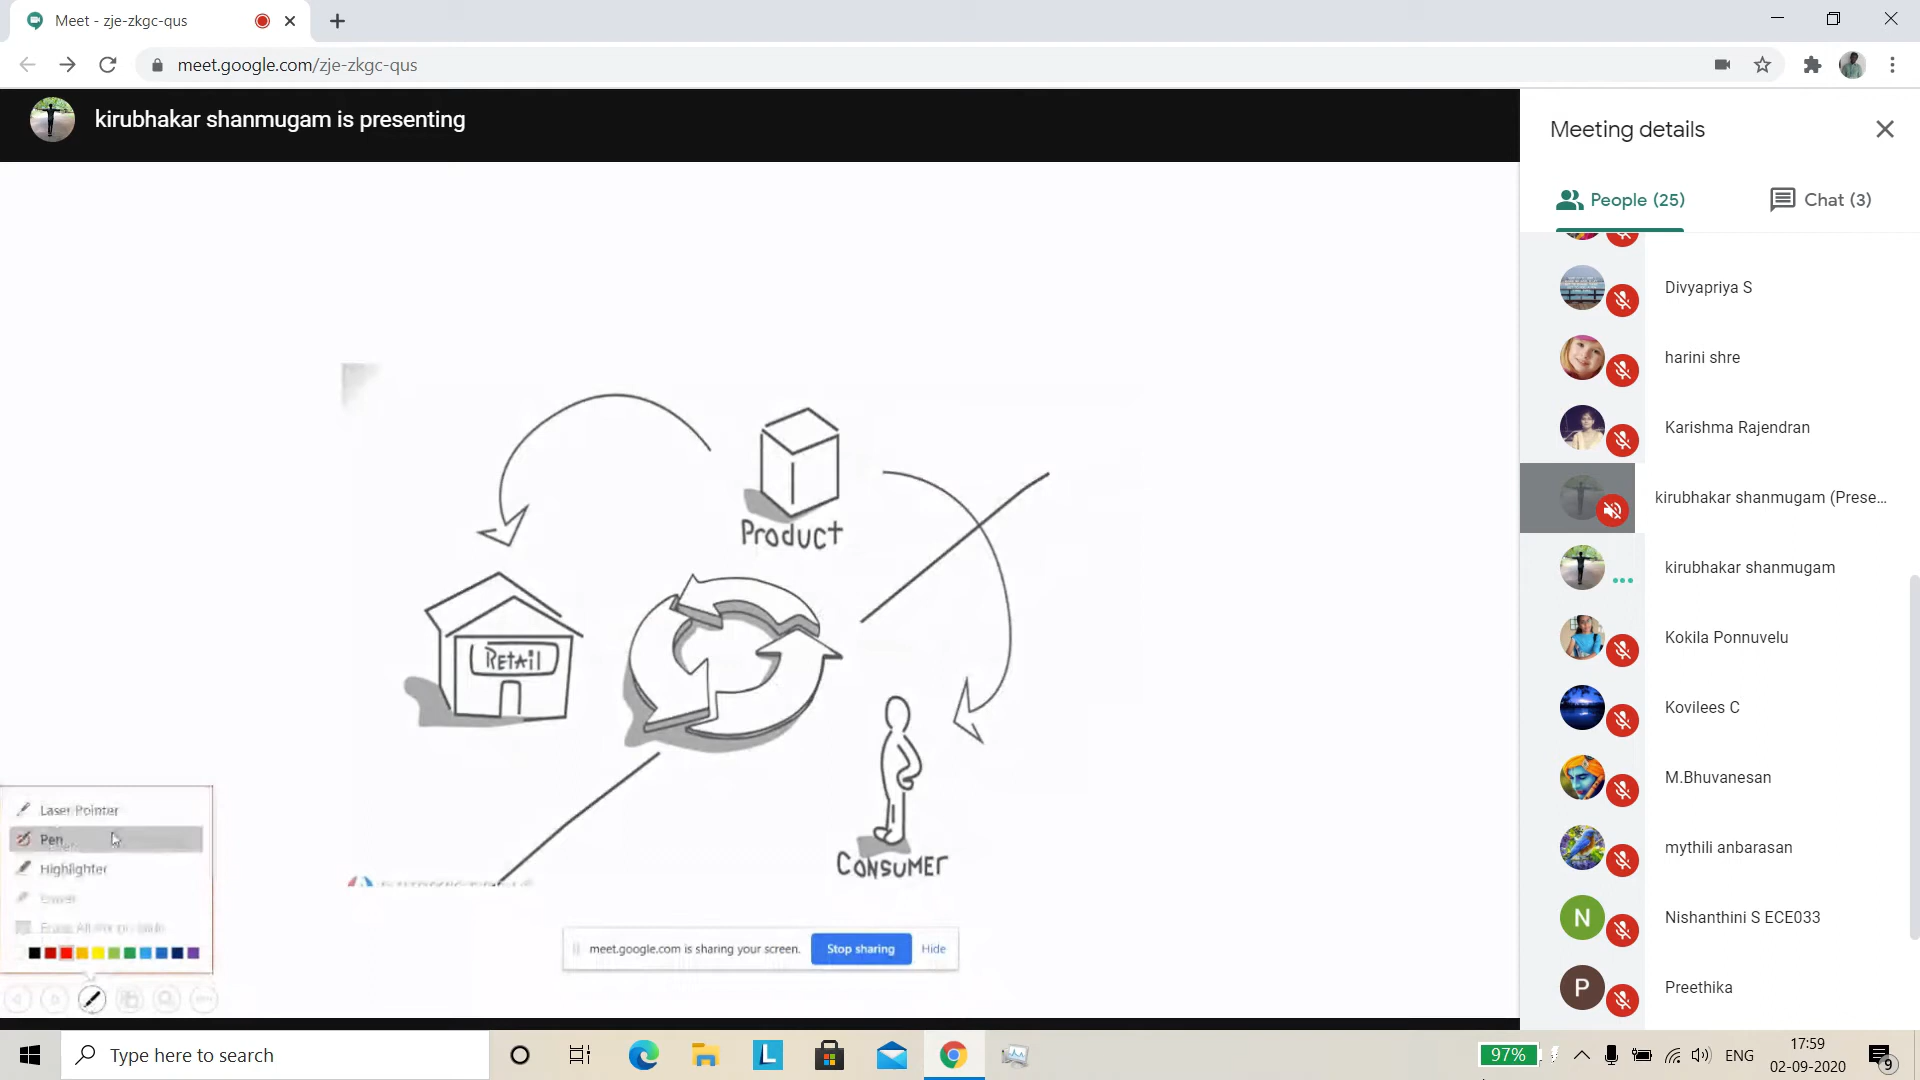 Meet - zje-zkgc-qus
meet.google.com/zje-zkgc-qus
kirubhakar shanmugam is presenting
Meeting details
People (25)
Chat (3)
Divyapriya S
harini shre
Karishma Rajendran
kirubhakar shanmugam (Prese...
kirubhakar shanmugam
Kokila Ponnuvelu
Kovilees C
M.Bhuvanesan
mythili anbarasan
N
Nishanthini S ECE033
P
Preethika
Product
RETAIL
CONSUMER
Laser Pointer
Pen
Highlighter
meet.google.com is sharing your screen.
Stop sharing
Hide
Type here to search
L
97%
ENG
17:59
02-09-2020
9